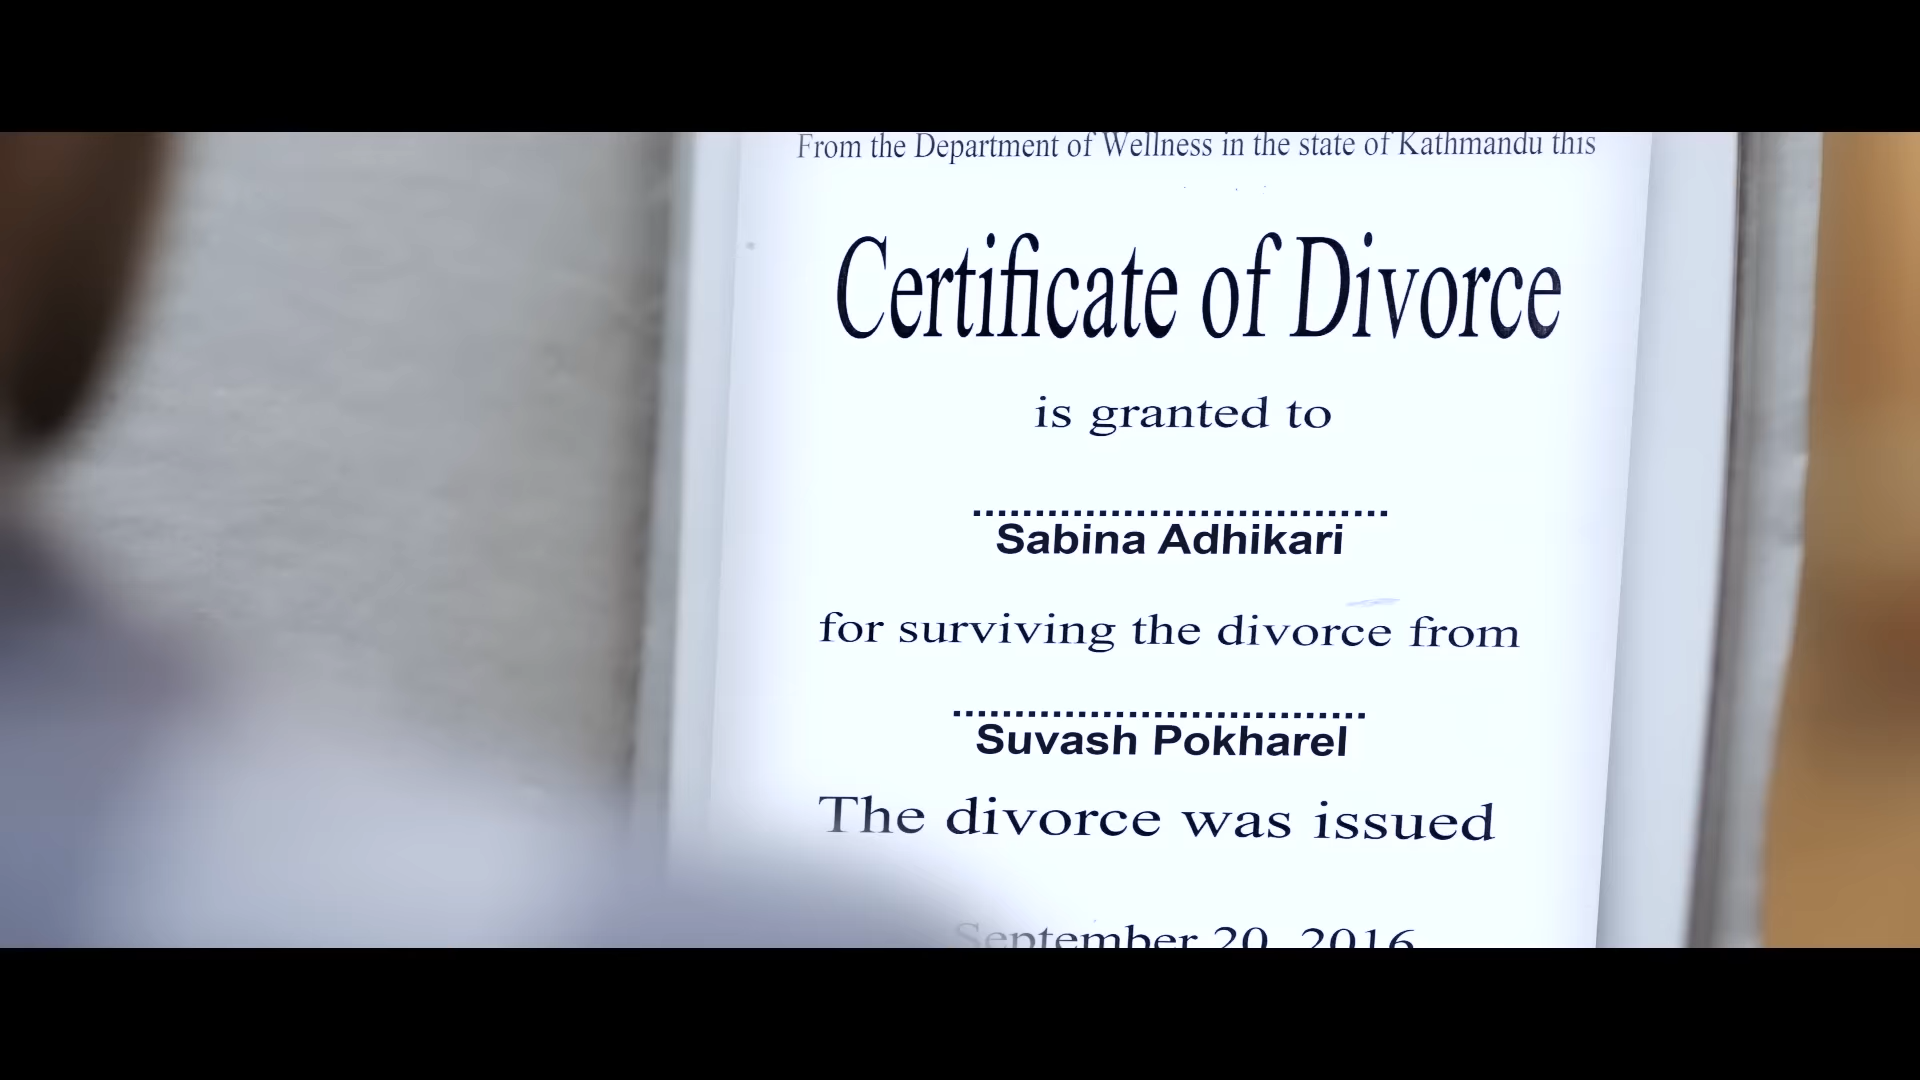 From the Department of Wellness in the state of Kathmandu this
Certificate of Divorce
is granted to
.................................
Sabina Adhikari
for surviving the divorce from
.................................
Suvash Pokharel
The divorce was issued
September 20, 2016